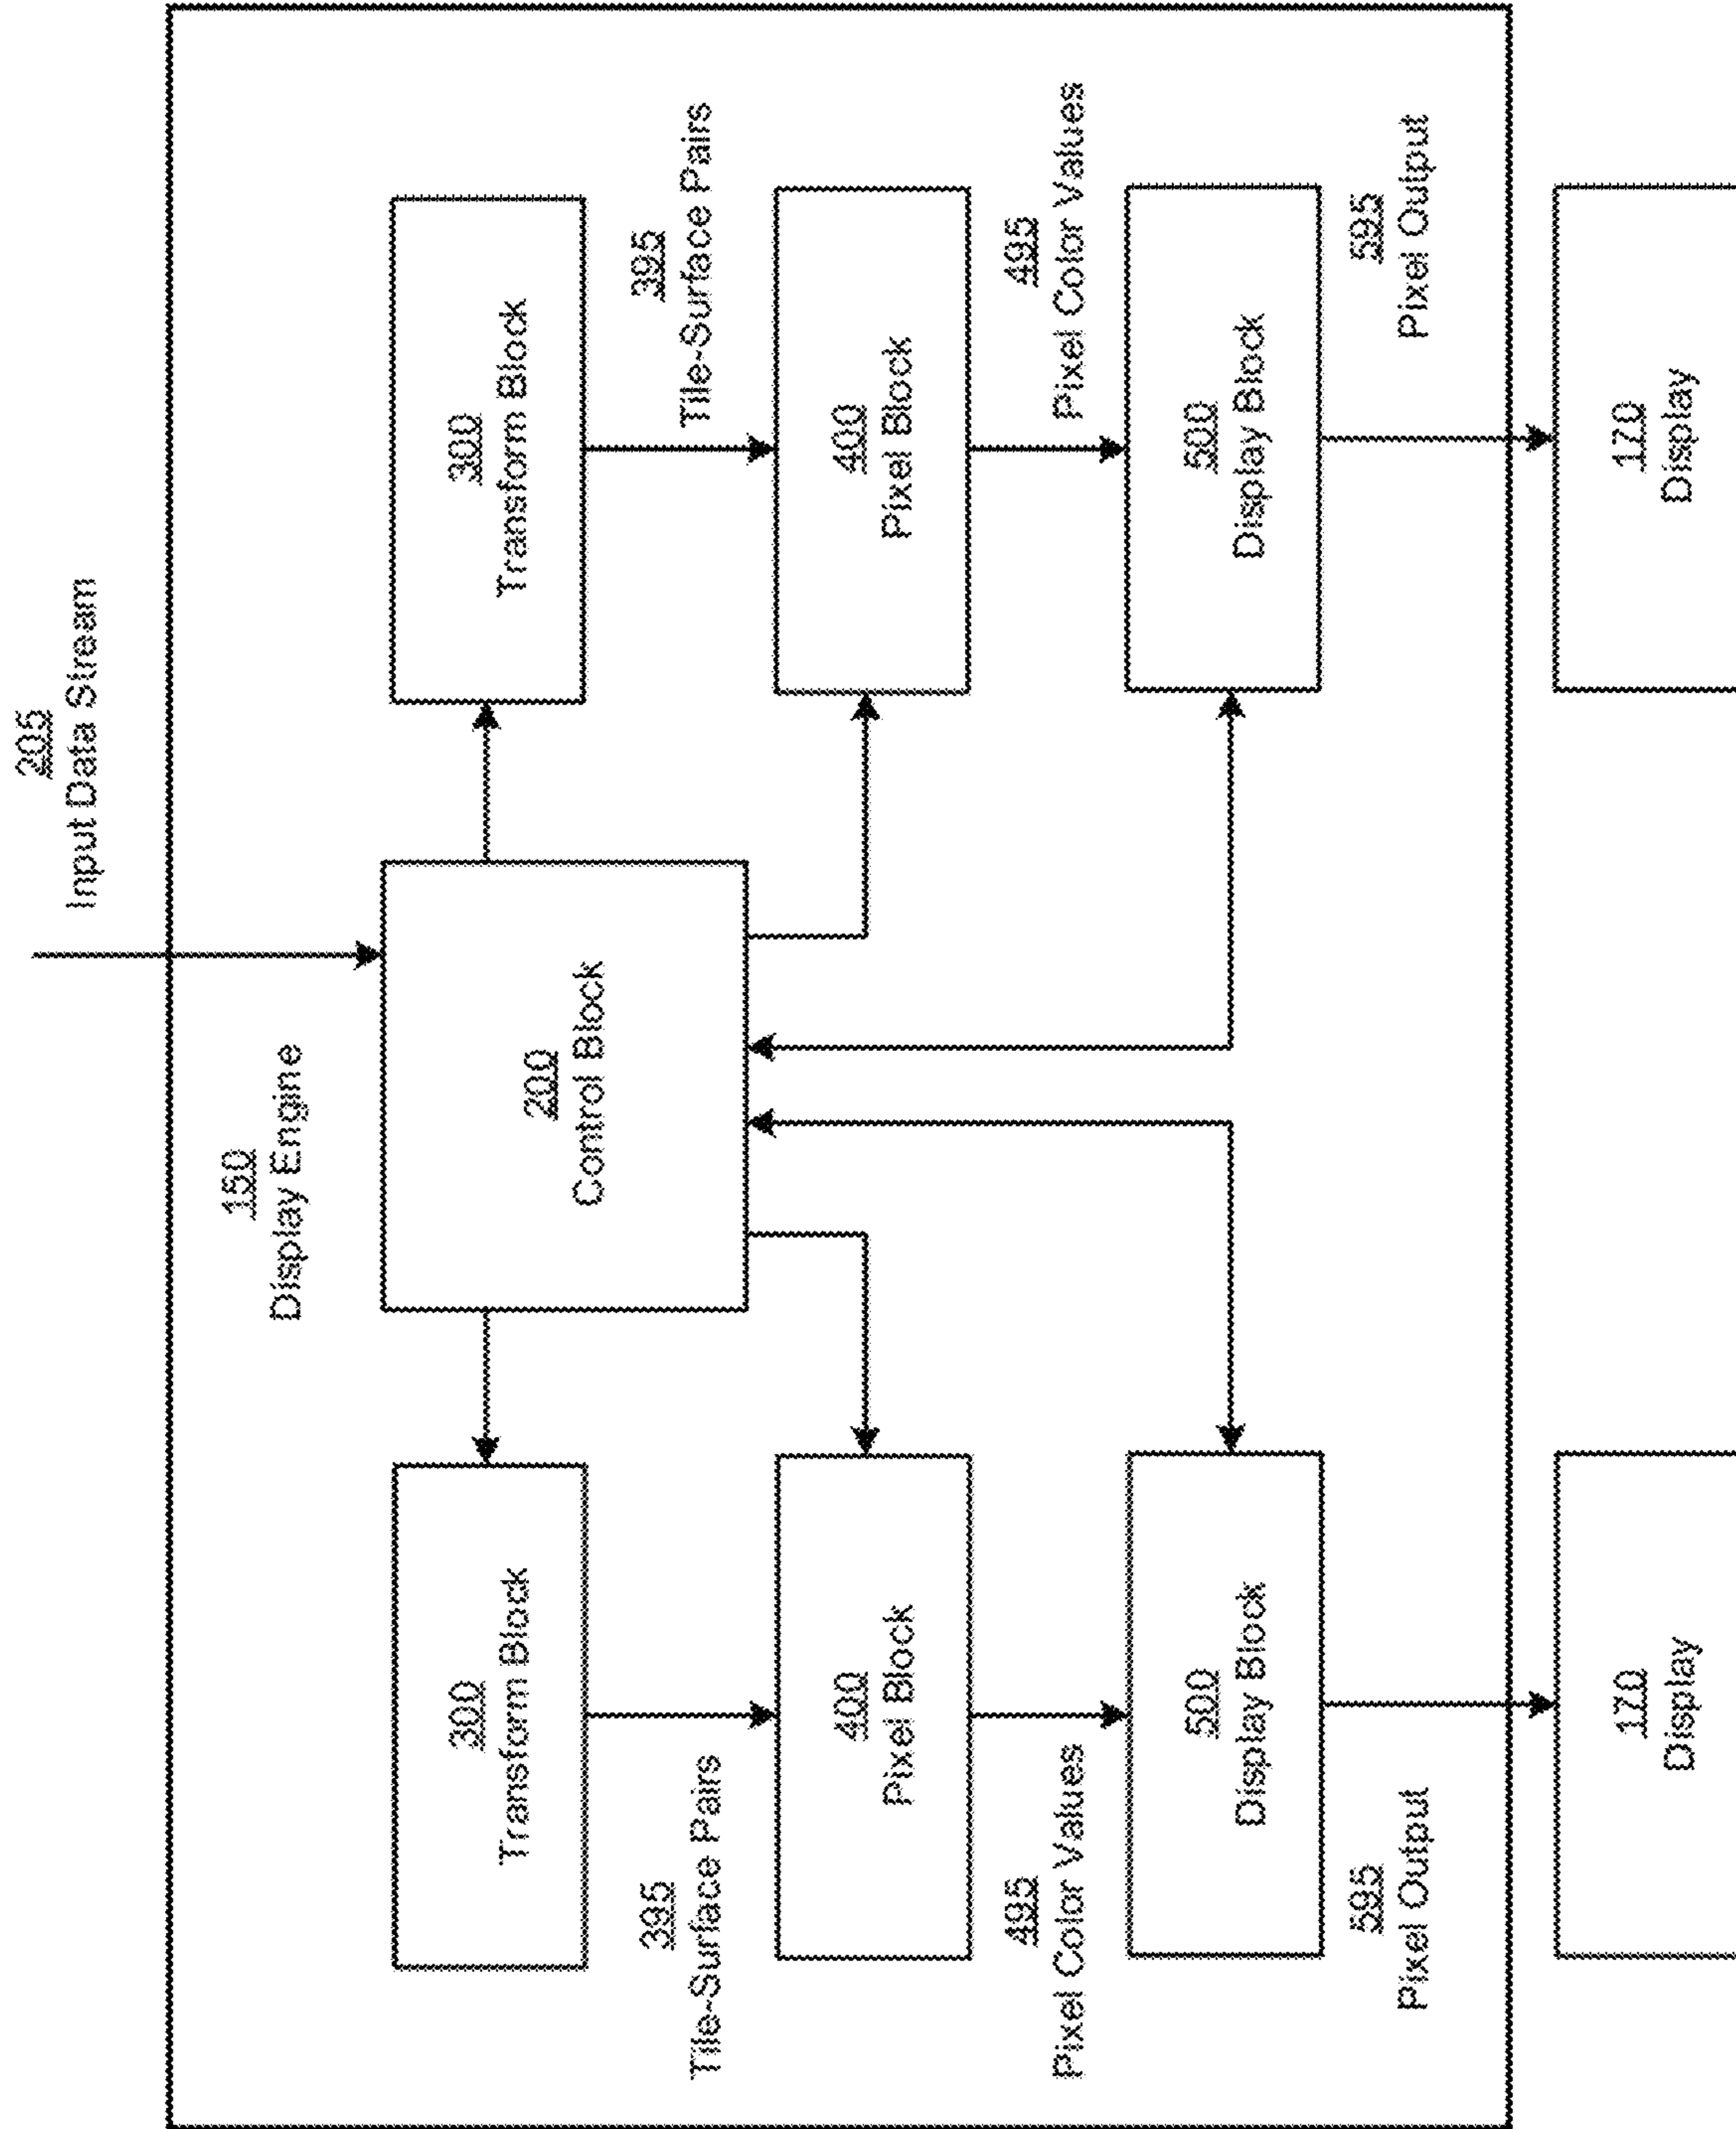 205
Input Data Stream
150
Display Engine
300
Transform Block
200
Control Block
300
Transform Block
395
Tile-Surface Pairs
395
Tile-Surface Pairs
400
Pixel Block
400
Pixel Block
495
Pixel Color Values
495
Pixel Color Values
500
Display Block
500
Display Block
595
Pixel Output
595
Pixel Output
170
Display
170
Display